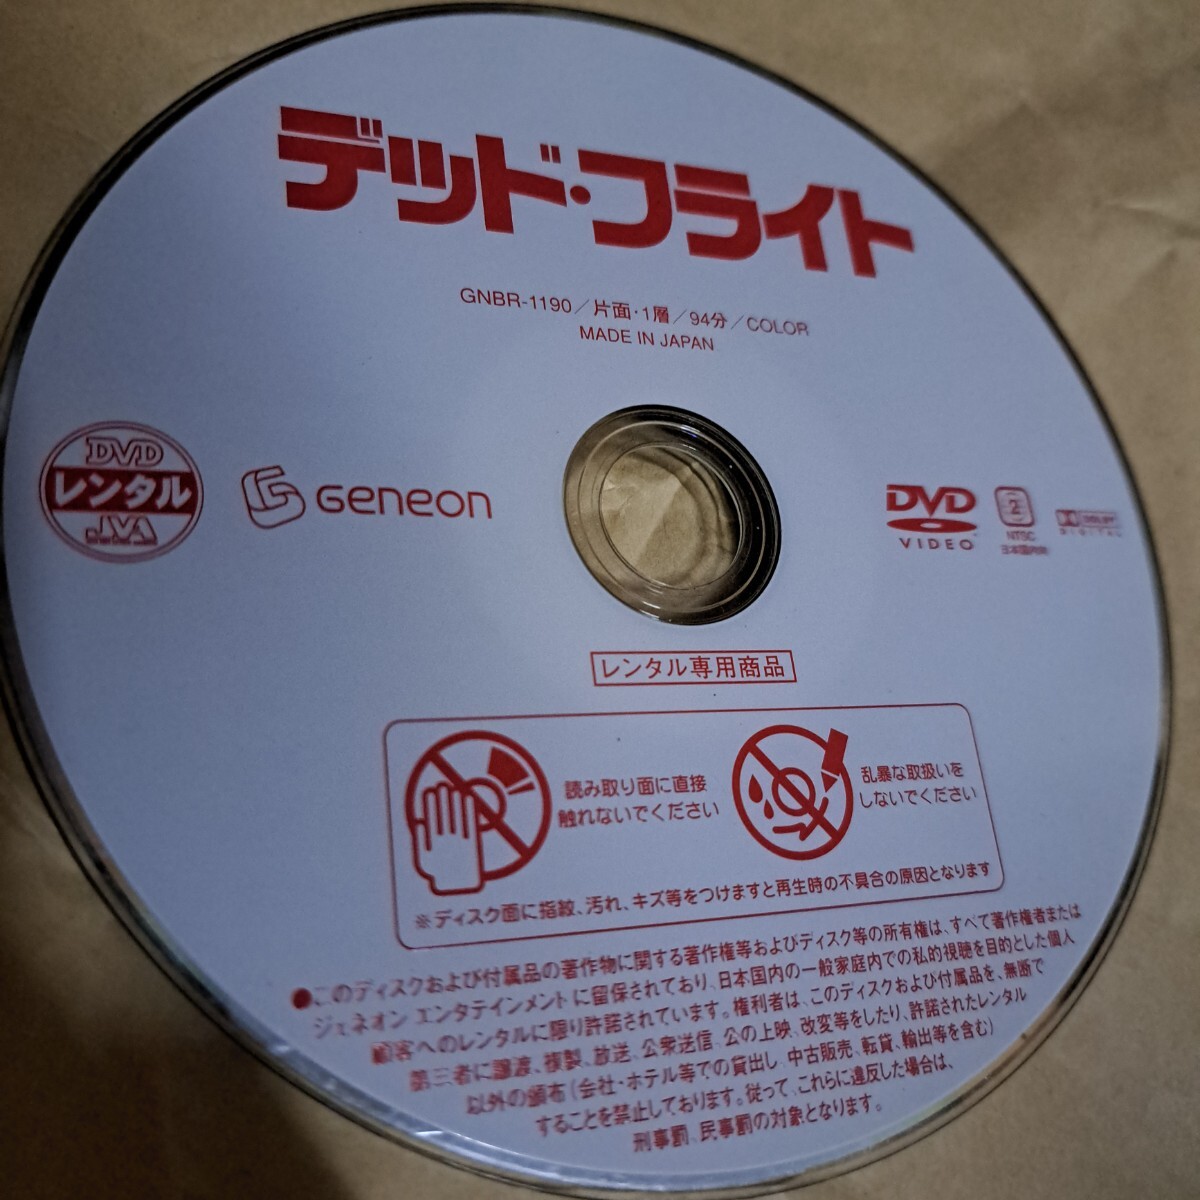 デッド・フライト
GNBR-1190／片面・1層／94分／COLOR
MADE IN JAPAN
DVD
レンタル
JVA
Geneon
DVD
VIDEO
2
NTSC
日本国内向
DOLBY
DIGITAL
レンタル専用商品
読み取り面に直接
触れないでください
乱暴な取扱いを
しないでください
※ディスク面に指紋、汚れ、キズ等をつけますと再生時の不具合の原因となります
●このディスクおよび付属品の著作物に関する著作権等およびディスク等の所有権は、すべて著作権者または
ジェネオン エンタテインメントに留保されており、日本国内の一般家庭内での私的視聴を目的とした個人
顧客へのレンタルに限り許諾されています。権利者は、このディスクおよび付属品を、無断で
第三者に譲渡、複製、放送、公衆送信、公の上映、改変等をしたり、許諾されたレンタル
以外の頒布（会社・ホテル等での貸出し、中古販売、転貸、輸出等を含む）
することを禁止しております。従って、これらに違反した場合は、
刑事罰、民事罰の対象となります。